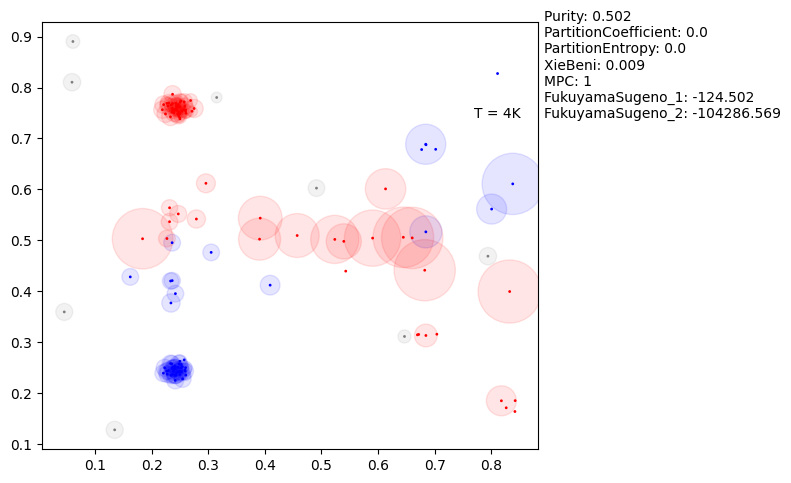 Purity: 0.502
PartitionCoefficient: 0.0
PartitionEntropy: 0.0
XieBeni: 0.009
MPC: 1
FukuyamaSugeno_1: -124.502
FukuyamaSugeno_2: -104286.569
T = 4K
0.9
0.8
0.7
0.6
0.5
0.4
0.3
0.2
0.1
0.1 0.2 0.3 0.4 0.5 0.6 0.7 0.8